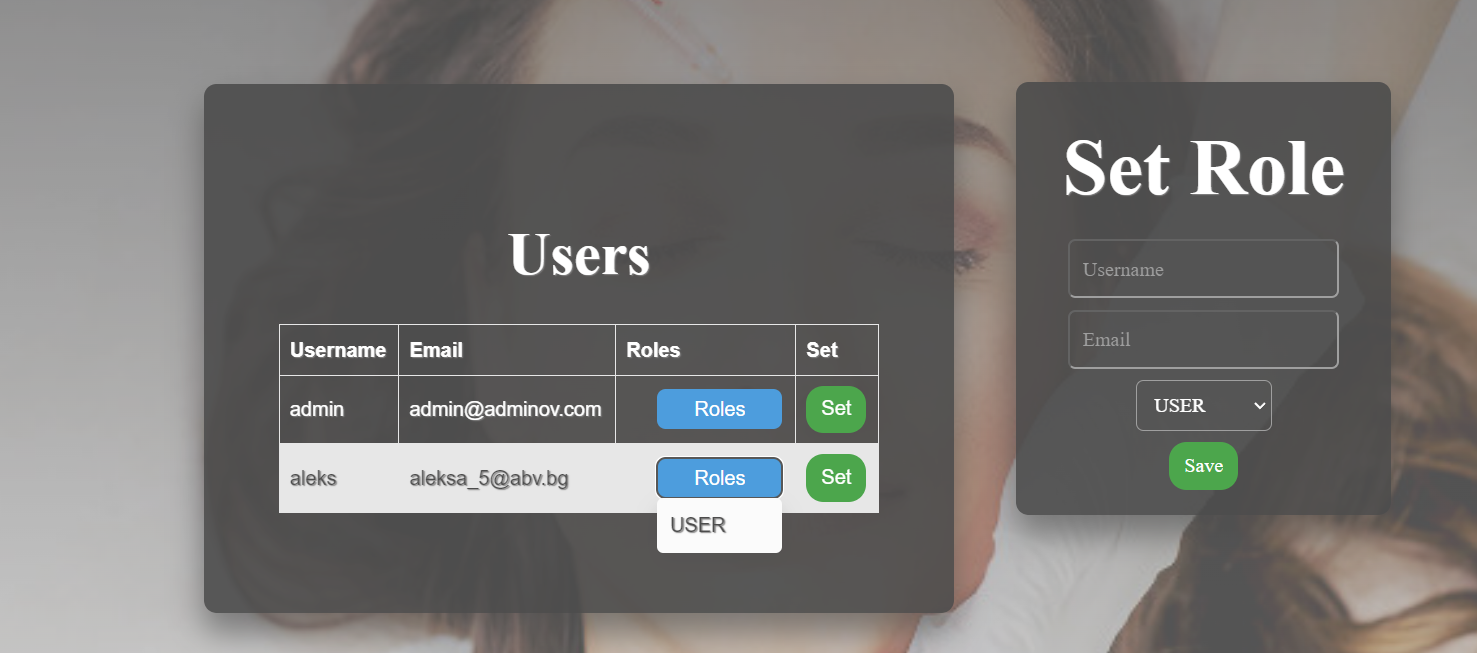 Users
Username Email Roles Set
admin admin@adminov.com Roles Set
aleks aleksa_5@abv.bg Roles Set
USER
Set Role
Username
Email
USER
Save